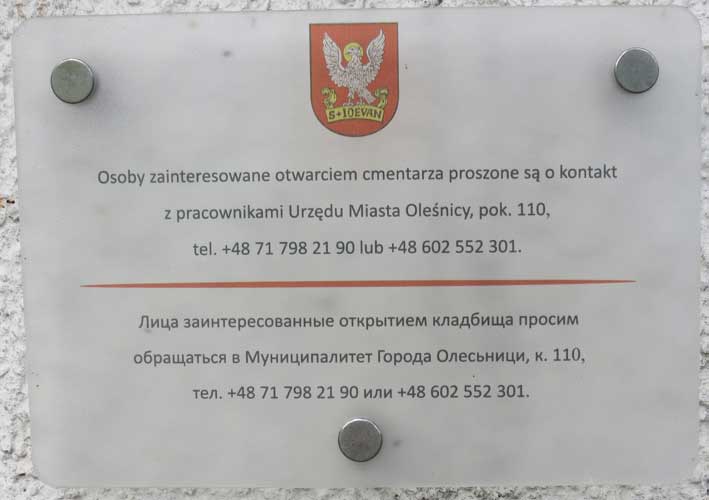 S+IOEVAN
Osoby zainteresowane otwarciem cmentarza proszone są o kontakt
z pracownikami Urzędu Miasta Oleśnicy, pok. 110,
tel. +48 71 798 21 90 lub +48 602 552 301.
Лица заинтересованные открытием кладбища просим
обращаться в Муниципалитет Города Олесьници, к. 110,
тел. +48 71 798 21 90 или +48 602 552 301.